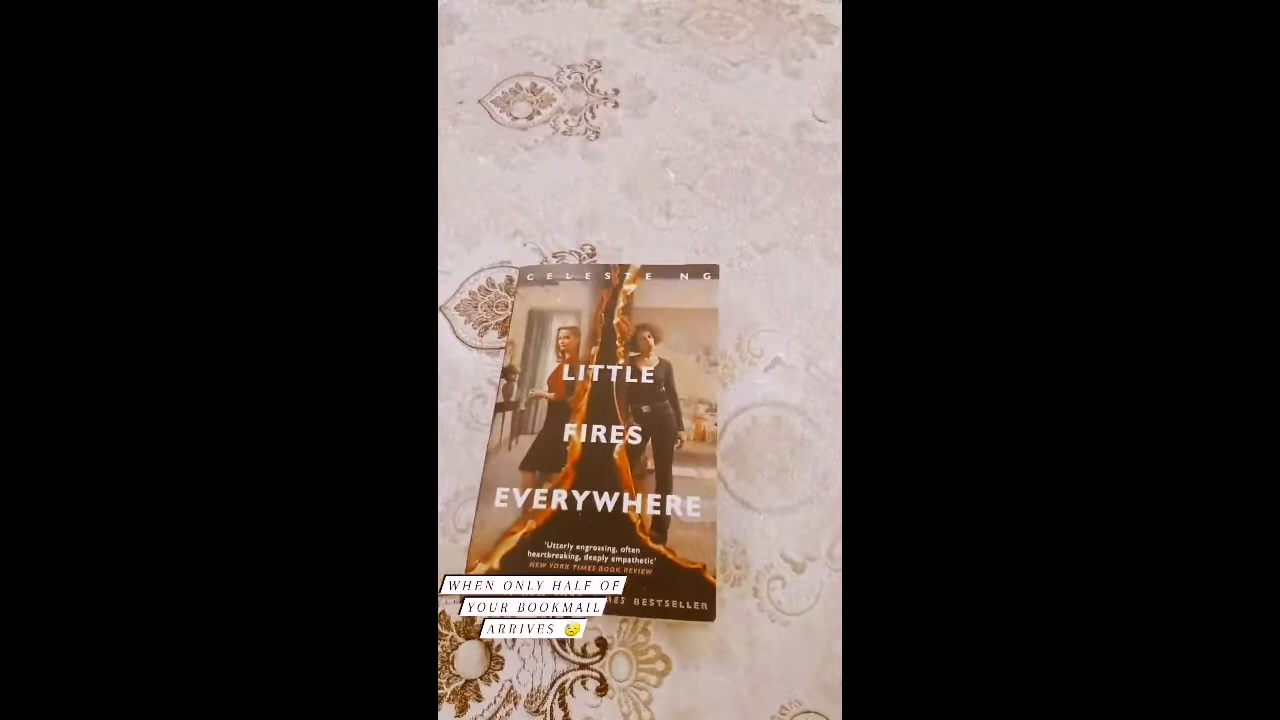 CELESTE NG
LITTLE
FIRES
EVERYWHERE
'Utterly engrossing, often
heartbreaking, deeply empathetic'
NEW YORK TIMES BOOK REVIEW
BESTSELLER
WHEN ONLY HALF OF
YOUR BOOKMAIL
ARRIVES 😓